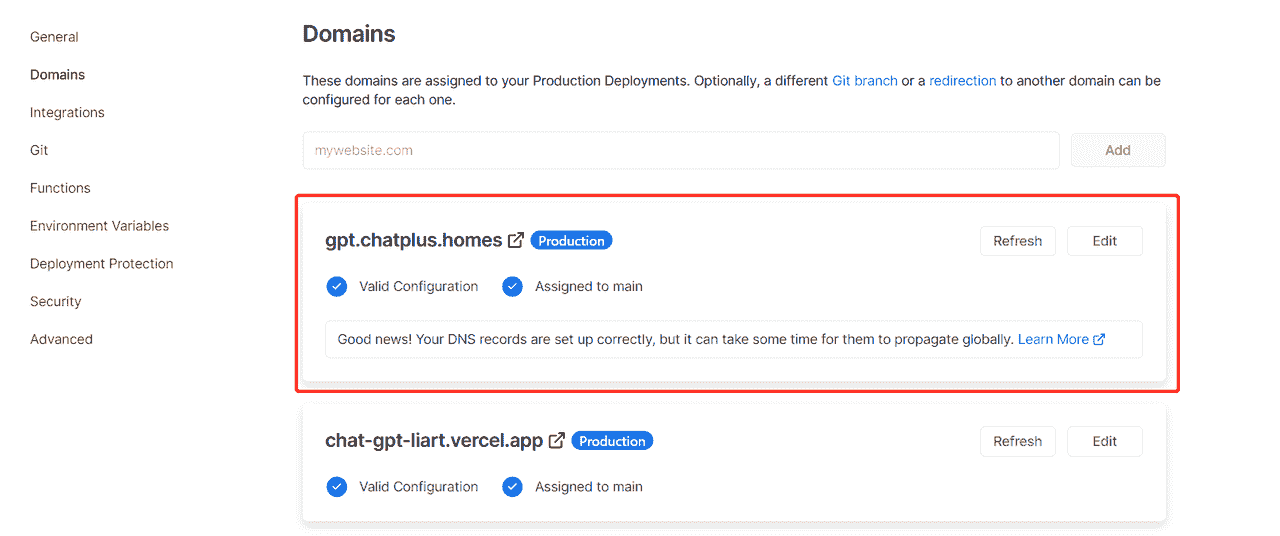 General
Domains
Integrations
Git
Functions
Environment Variables
Deployment Protection
Security
Advanced
Domains
These domains are assigned to your Production Deployments. Optionally, a different Git branch or a redirection to another domain can be
configured for each one.
mywebsite.com
Add
gpt.chatplus.homes Production
Refresh Edit
Valid Configuration Assigned to main
Good news! Your DNS records are set up correctly, but it can take some time for them to propagate globally. Learn More
chat-gpt-liart.vercel.app Production
Refresh Edit
Valid Configuration Assigned to main